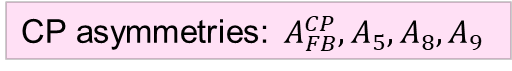 CP asymmetries: $A_{FB}^{CP}, A_5, A_8, A_9$